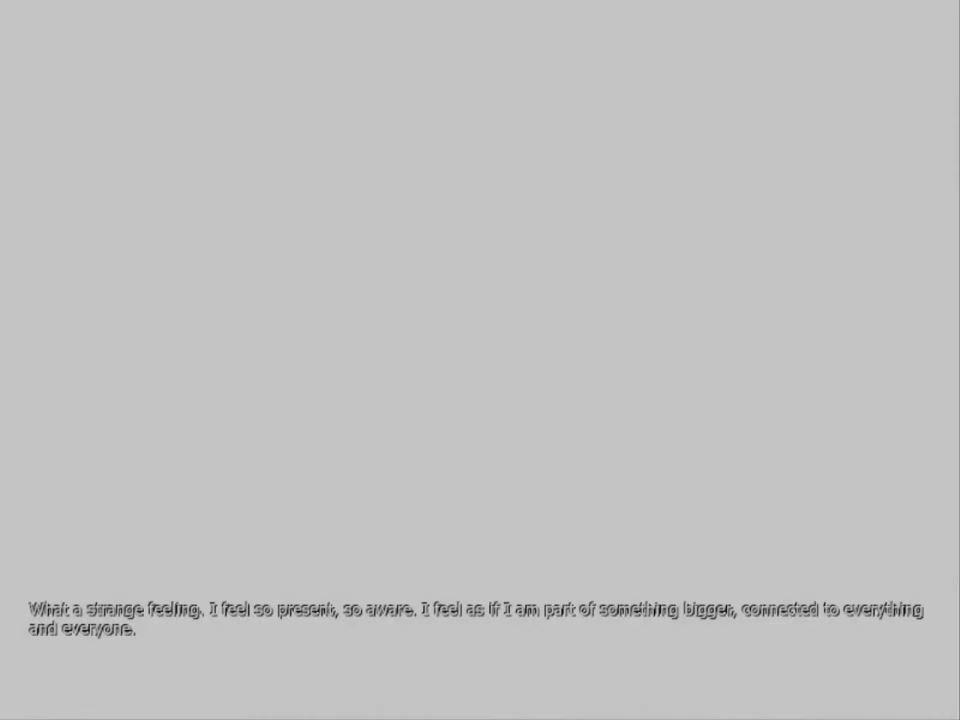 What a strange feeling. I feel so present, so aware. I feel as if I am part of something bigger, connected to everything
and everyone.